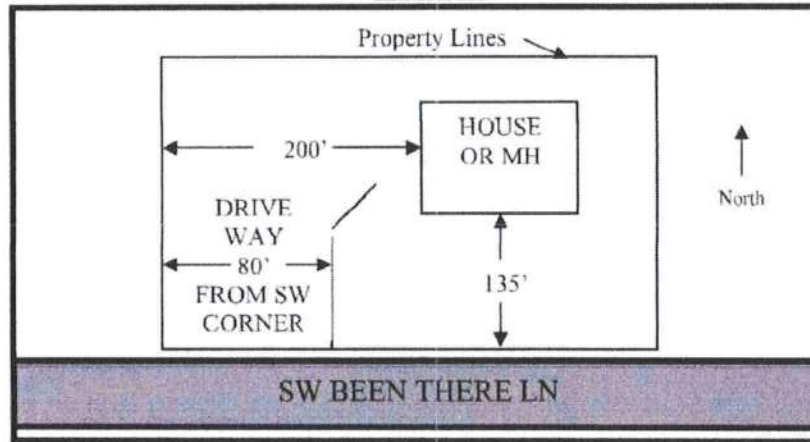 Property Lines
HOUSE
OR MH
200'
North
DRIVE
WAY
80'
FROM SW
CORNER
135'
SW BEEN THERE LN